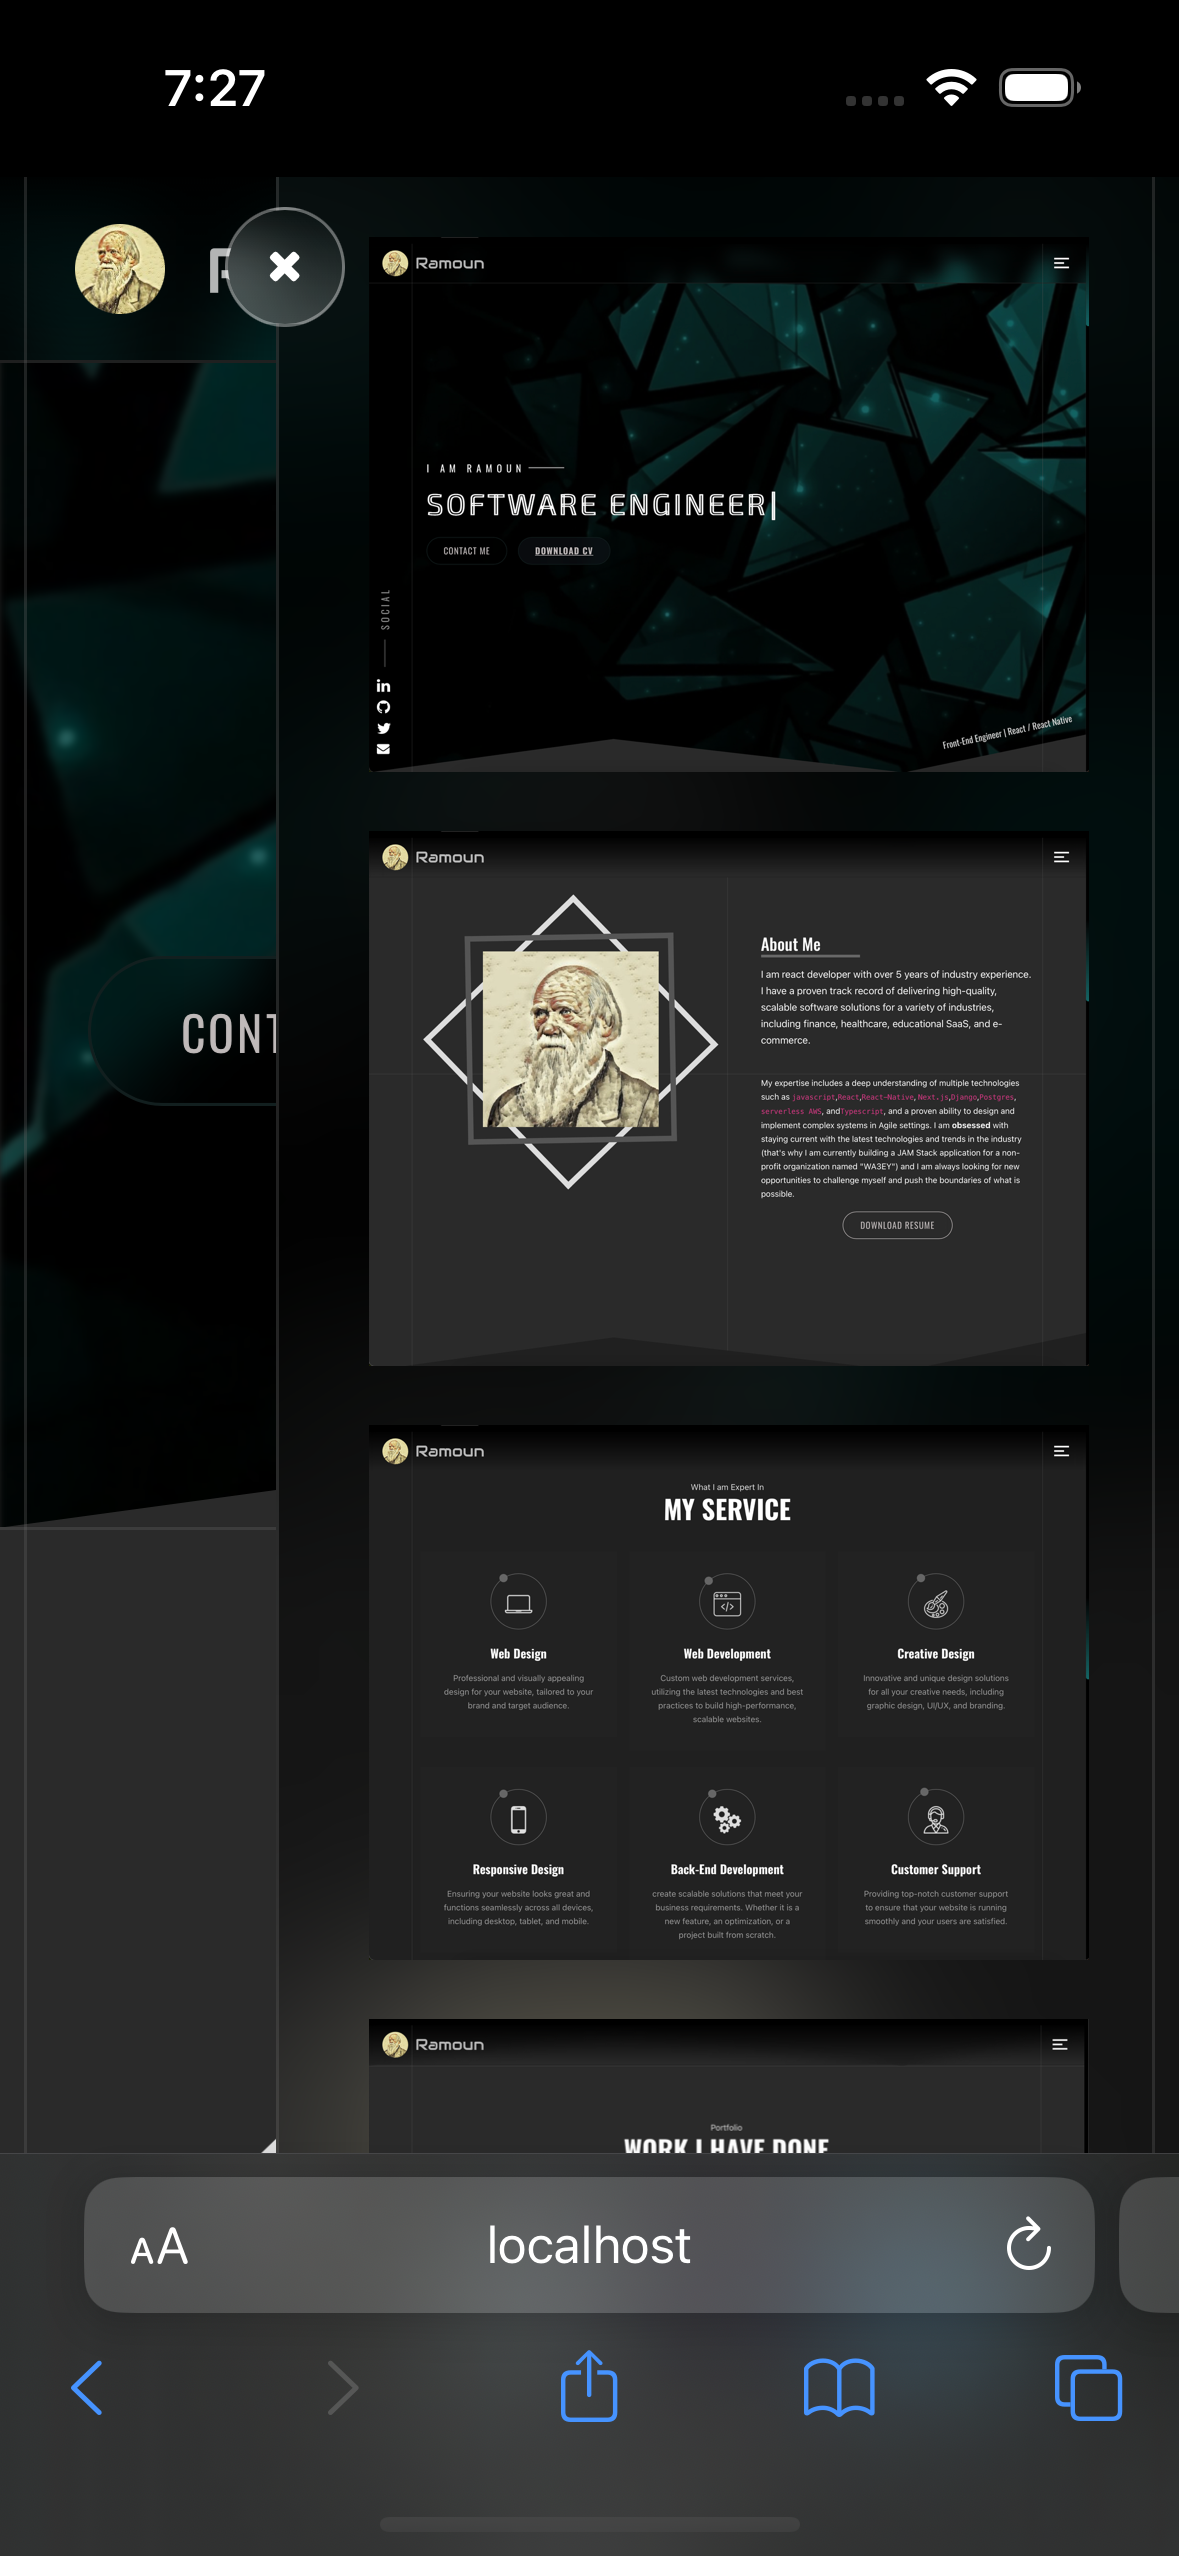 7:27
Ramoun
I AM RAMOUN
SOFTWARE ENGINEER
CONTACT ME
DOWNLOAD CV
SOCIAL
Front-End Engineer | React / React Native
CONT
Ramoun
About Me
I am react developer with over 5 years of industry experience.
I have a proven track record of delivering high-quality,
scalable software solutions for a variety of industries,
including finance, healthcare, educational SaaS, and e-
commerce.
My expertise includes a deep understanding of multiple technologies
such as javascript,React,React-Native, Next.js,Django,Postgres,
serverless AWS, andTypescript, and a proven ability to design and
implement complex systems in Agile settings. I am obsessed with
staying current with the latest technologies and trends in the industry
(that's why I am currently building a JAM Stack application for a non-
profit organization named "WA3EY") and I am always looking for new
opportunities to challenge myself and push the boundaries of what is
possible.
DOWNLOAD RESUME
Ramoun
What I am Expert In
MY SERVICE
Web Design
Professional and visually appealing
design for your website, tailored to your
brand and target audience.
Web Development
Custom web development services,
utilizing the latest technologies and best
practices to build high-performance,
scalable websites.
Creative Design
Innovative and unique design solutions
for all your creative needs, including
graphic design, UI/UX, and branding.
Responsive Design
Ensuring your website looks great and
functions seamlessly across all devices,
including desktop, tablet, and mobile.
Back-End Development
create scalable solutions that meet your
business requirements. Whether it is a
new feature, an optimization, or a
project built from scratch.
Customer Support
Providing top-notch customer support
to ensure that your website is running
smoothly and your users are satisfied.
Ramoun
Portfolio
WORK I HAVE DONE
AA
localhost